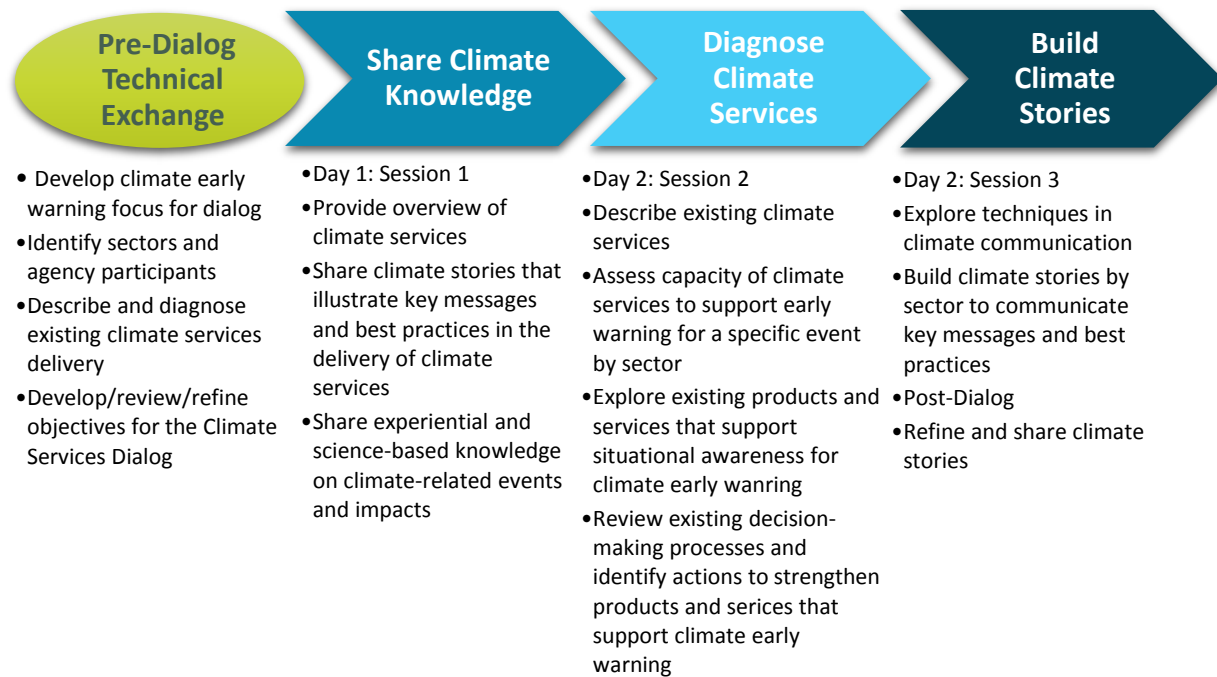 Pre-Dialog
Technical
Exchange
Share Climate
Knowledge
Diagnose
Climate
Services
Build
Climate
Stories
• Develop climate early
warning focus for dialog
•Identify sectors and
agency participants
•Describe and diagnose
existing climate services
delivery
•Develop/review/refine
objectives for the Climate
Services Dialog
•Day 1: Session 1
•Provide overview of
climate services
•Share climate stories that
illustrate key messages
and best practices in the
delivery of climate
services
•Share experiential and
science-based knowledge
on climate-related events
and impacts
•Day 2: Session 2
•Describe existing climate
services
•Assess capacity of climate
services to support early
warning for a specific event
by sector
•Explore existing products and
services that support
situational awareness for
climate early wanring
•Review existing decision-
making processes and
identify actions to strengthen
products and serices that
support climate early
warning
•Day 2: Session 3
•Explore techniques in
climate communication
•Build climate stories by
sector to communicate
key messages and best
practices
•Post-Dialog
•Refine and share climate
stories